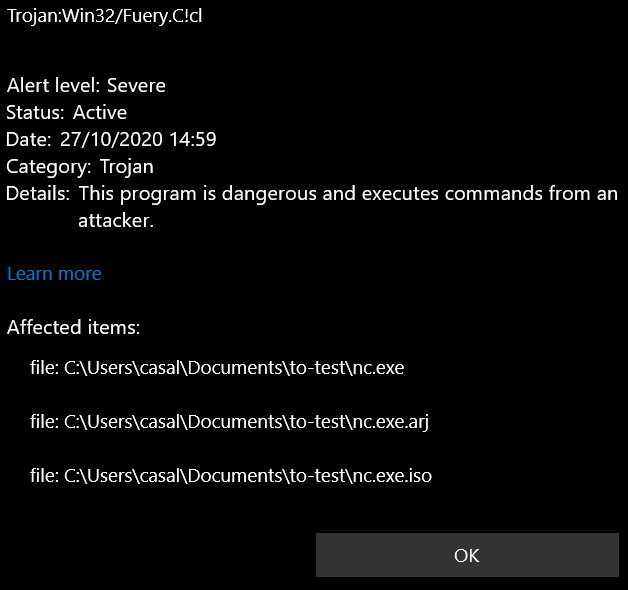 Trojan:Win32/Fuery.C!cl
Alert level: Severe
Status: Active
Date: 27/10/2020 14:59
Category: Trojan
Details: This program is dangerous and executes commands from an
attacker.
Learn more
Affected items:
file: C:\Users\casal\Documents\to-test\nc.exe
file: C:\Users\casal\Documents\to-test\nc.exe.arj
file: C:\Users\casal\Documents\to-test\nc.exe.iso
OK